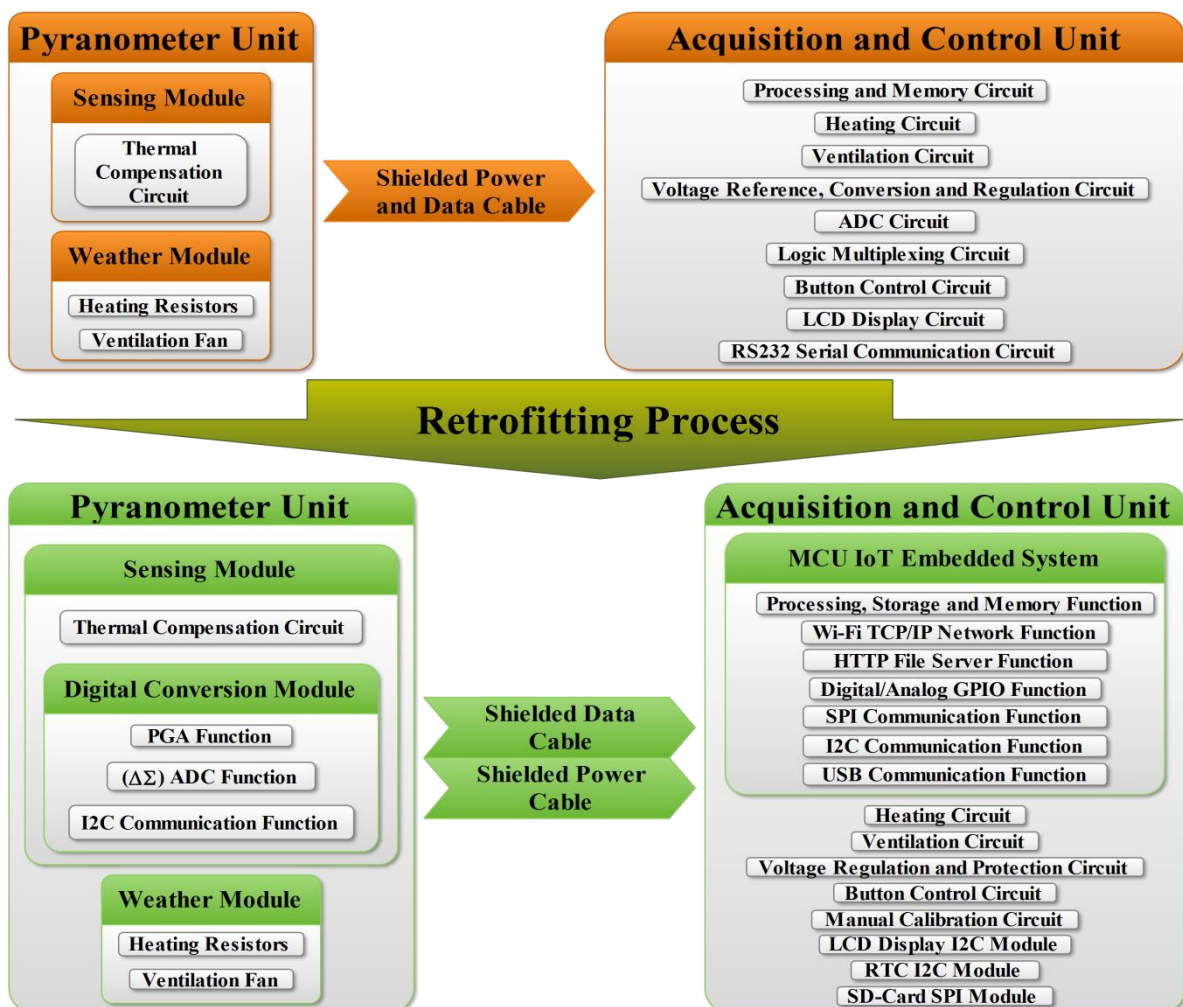 Pyranometer Unit
Sensing Module
Thermal
Compensation
Circuit
Weather Module
Heating Resistors
Ventilation Fan
Shielded Power
and Data Cable
Acquisition and Control Unit
Processing and Memory Circuit
Heating Circuit
Ventilation Circuit
Voltage Reference, Conversion and Regulation Circuit
ADC Circuit
Logic Multiplexing Circuit
Button Control Circuit
LCD Display Circuit
RS232 Serial Communication Circuit
Retrofitting Process
Pyranometer Unit
Sensing Module
Thermal Compensation Circuit
Digital Conversion Module
PGA Function
(ΔΣ) ADC Function
I2C Communication Function
Weather Module
Heating Resistors
Ventilation Fan
Shielded Data
Cable
Shielded Power
Cable
Acquisition and Control Unit
MCU IoT Embedded System
Processing, Storage and Memory Function
Wi-Fi TCP/IP Network Function
HTTP File Server Function
Digital/Analog GPIO Function
SPI Communication Function
I2C Communication Function
USB Communication Function
Heating Circuit
Ventilation Circuit
Voltage Regulation and Protection Circuit
Button Control Circuit
Manual Calibration Circuit
LCD Display I2C Module
RTC I2C Module
SD-Card SPI Module